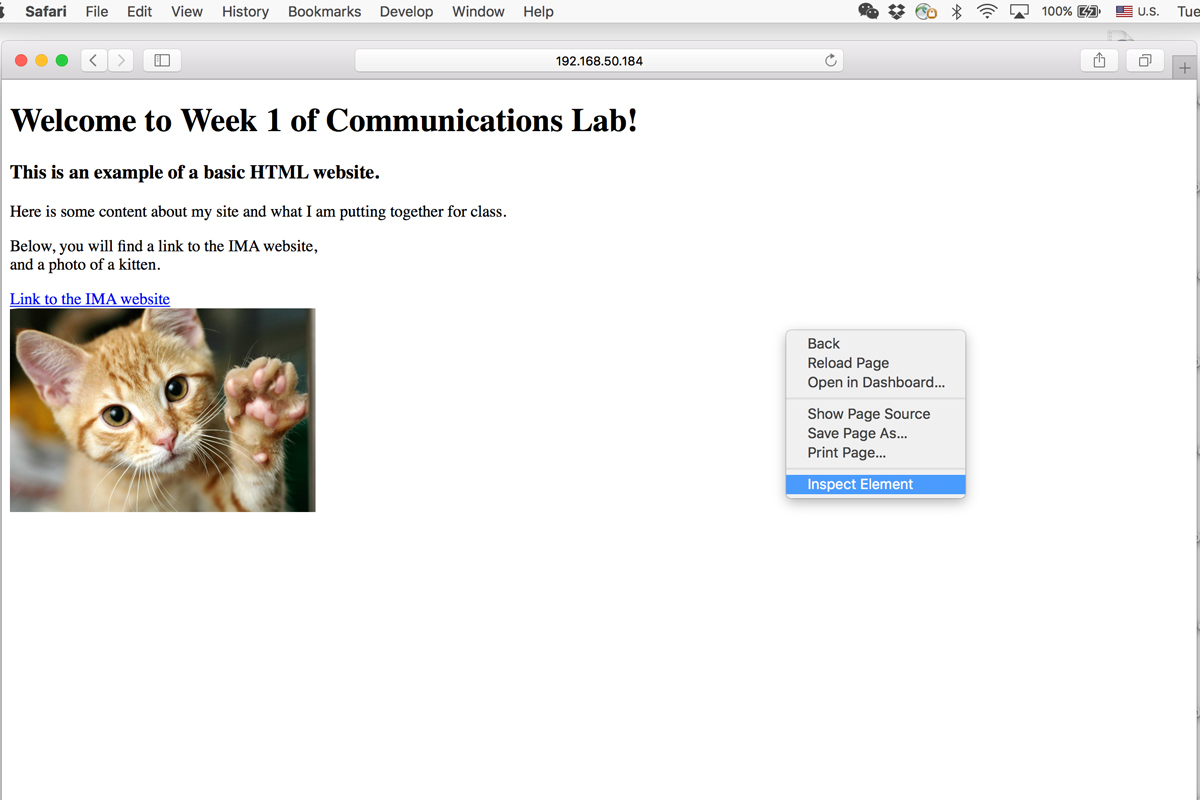 Safari File Edit View History Bookmarks Develop Window Help 100% U.S. Tue
192.168.50.184
Welcome to Week 1 of Communications Lab!
This is an example of a basic HTML website.
Here is some content about my site and what I am putting together for class.
Below, you will find a link to the IMA website,
and a photo of a kitten.
Link to the IMA website
Back
Reload Page
Open in Dashboard...
Show Page Source
Save Page As...
Print Page...
Inspect Element